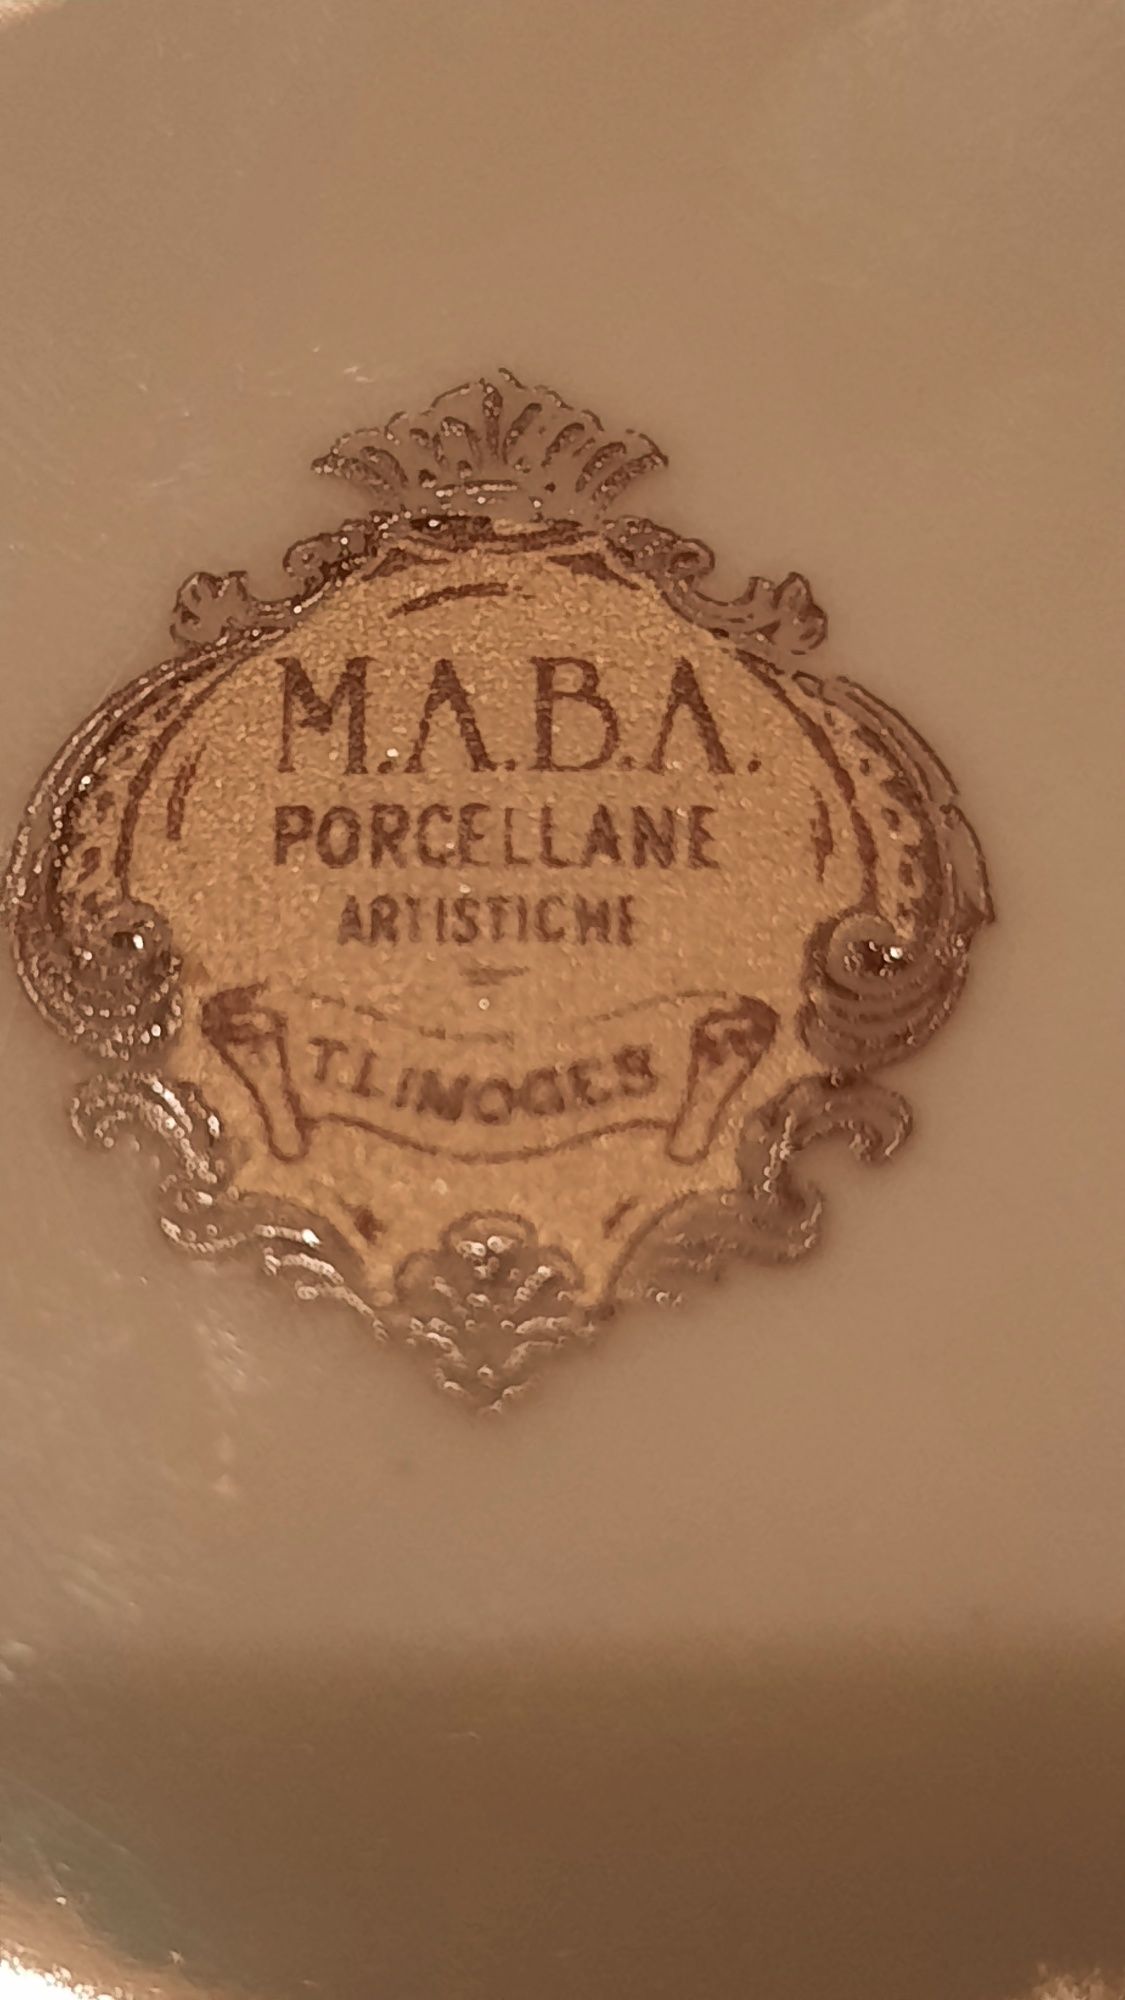 M.A.B.A.
PORCELLANE
ARTISTICHE
T.LIMOGES